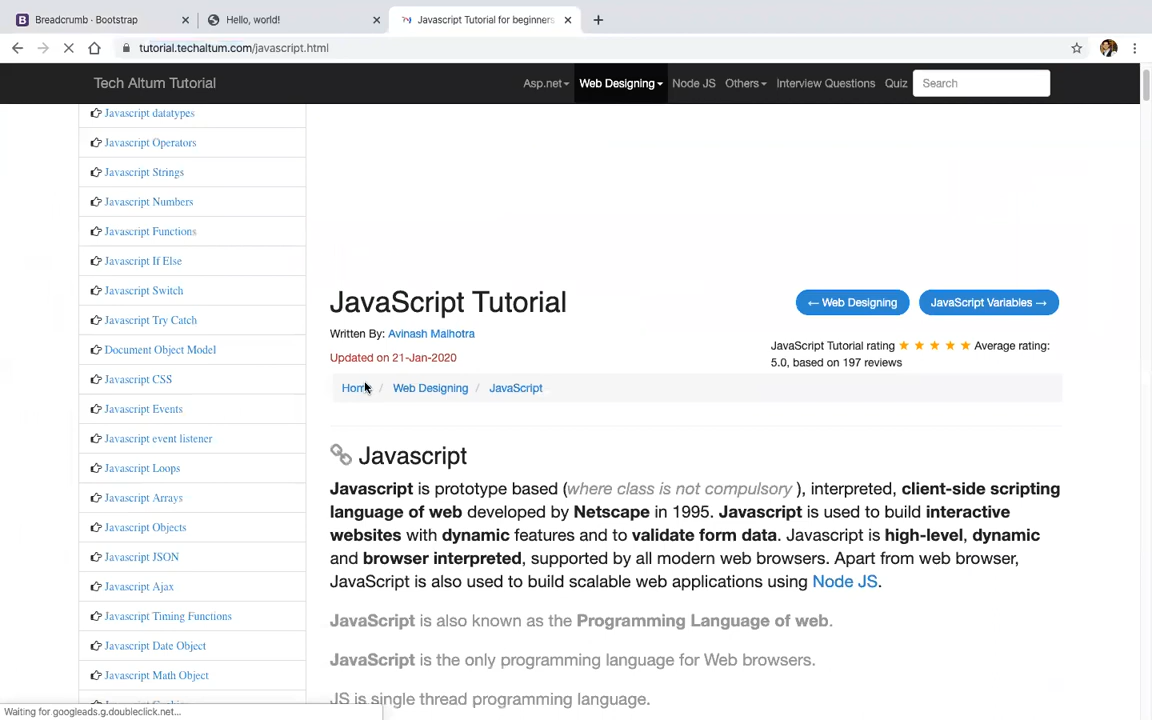 Breadcrumb · Bootstrap
Hello, world!
Javascript Tutorial for beginners
tutorial.techaltum.com/javascript.html
Tech Altum Tutorial
Asp.net Web Designing Node JS Others Interview Questions Quiz Search
Javascript datatypes
Javascript Operators
Javascript Strings
Javascript Numbers
Javascript Functions
Javascript If Else
Javascript Switch
Javascript Try Catch
Document Object Model
Javascript CSS
Javascript Events
Javascript event listener
Javascript Loops
Javascript Arrays
Javascript Objects
Javascript JSON
Javascript Ajax
Javascript Timing Functions
Javascript Date Object
Javascript Math Object
JavaScript Tutorial
← Web Designing
JavaScript Variables →
Written By: Avinash Malhotra
Updated on 21-Jan-2020
JavaScript Tutorial rating ★ ★ ★ ★ ★ Average rating:
5.0, based on 197 reviews
Home / Web Designing / JavaScript
Javascript
Javascript is prototype based (where class is not compulsory ), interpreted, client-side scripting
language of web developed by Netscape in 1995. Javascript is used to build interactive
websites with dynamic features and to validate form data. Javascript is high-level, dynamic
and browser interpreted, supported by all modern web browsers. Apart from web browser,
JavaScript is also used to build scalable web applications using Node JS.
JavaScript is also known as the Programming Language of web.
JavaScript is the only programming language for Web browsers.
JS is single thread programming language.
Waiting for googleads.g.doubleclick.net...